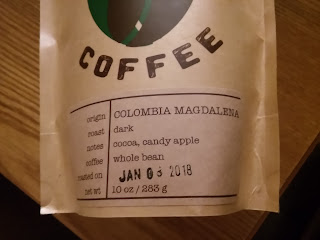 COFFEE
origin COLOMBIA MAGDALENA
roast dark
notes cocoa, candy apple
coffee whole bean
roasted on JAN 03 2018
net wt 10 oz / 283 g